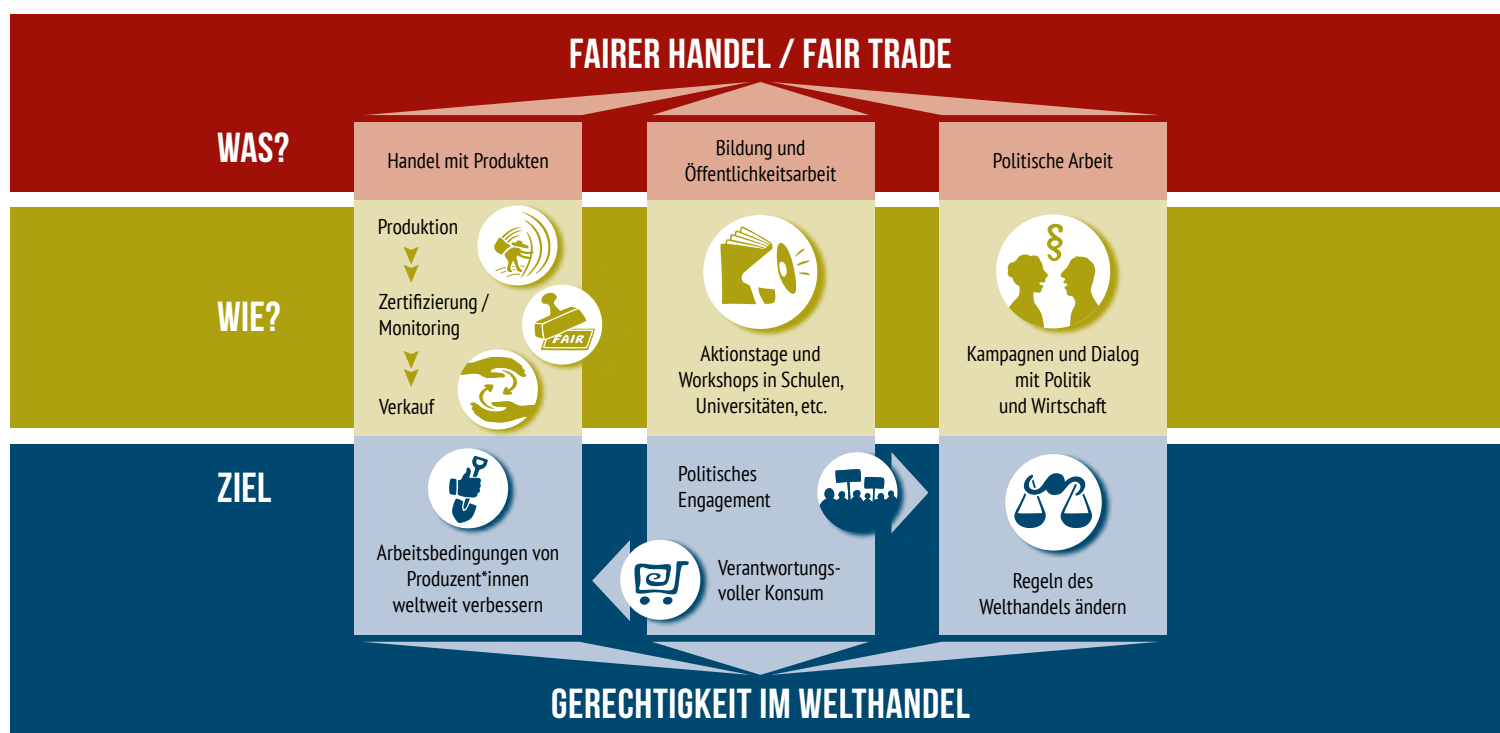 FAIRER HANDEL / FAIR TRADE
WAS?
Handel mit Produkten
Bildung und
Öffentlichkeitsarbeit
Politische Arbeit
WIE?
Produktion
Zertifizierung /
Monitoring
FAIR
Verkauf
Aktionstage und
Workshops in Schulen,
Universitäten, etc.
§
Kampagnen und Dialog
mit Politik
und Wirtschaft
ZIEL
Arbeitsbedingungen von
Produzent*innen
weltweit verbessern
Politisches
Engagement
Verantwortungs-
voller Konsum
Regeln des
Welthandels ändern
GERECHTIGKEIT IM WELTHANDEL